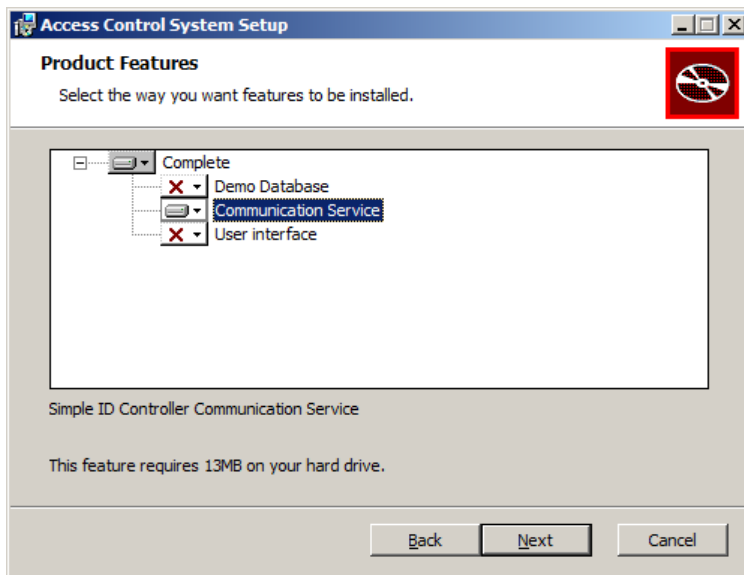 Access Control System Setup
Product Features
Select the way you want features to be installed.
Complete
Demo Database
Communication Service
User interface
Simple ID Controller Communication Service
This feature requires 13MB on your hard drive.
Back Next Cancel